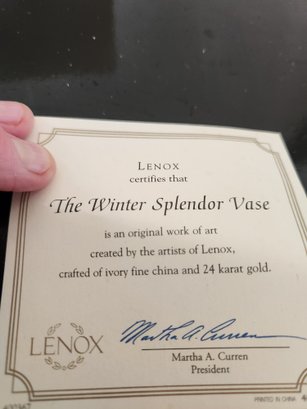 LENOX
certifies that
The Winter Splendor Vase
is an original work of art
created by the artists of Lenox,
crafted of ivory fine china and 24 karat gold.
Martha A. Curren
LENOX
Martha A. Curren
President
PRINTED IN CHINA